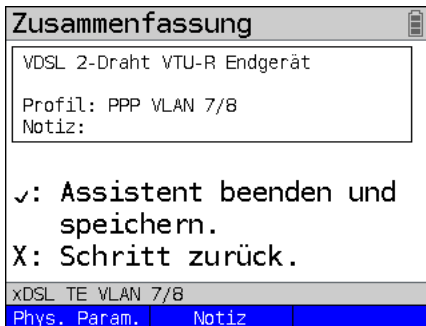 Zusammenfassung
VDSL 2-Draht VTU-R Endgerät
Profil: PPP VLAN 7/8
Notiz:
✓: Assistent beenden und
speichern.
X: Schritt zurück.
xDSL TE VLAN 7/8
Phys. Param. Notiz